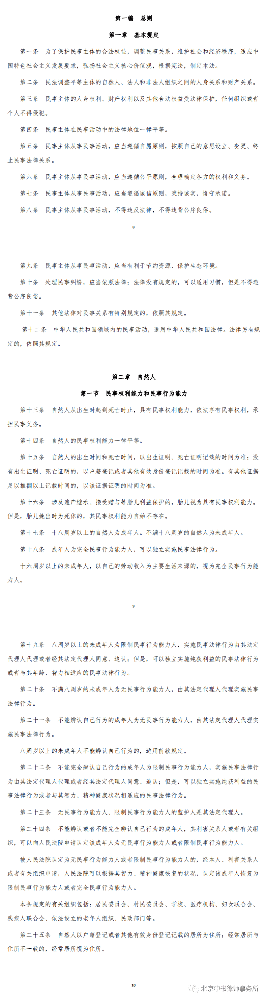 第一编　总则
第一章　基本规定
第一条　为了保护民事主体的合法权益，调整民事关系，维护社会和经济秩序，适应中
国特色社会主义发展要求，弘扬社会主义核心价值观，根据宪法，制定本法。
第二条　民法调整平等主体的自然人、法人和非法人组织之间的人身关系和财产关系。
第三条　民事主体的人身权利、财产权利以及其他合法权益受法律保护，任何组织或者
个人不得侵犯。
第四条　民事主体在民事活动中的法律地位一律平等。
第五条　民事主体从事民事活动，应当遵循自愿原则，按照自己的意思设立、变更、终
止民事法律关系。
第六条　民事主体从事民事活动，应当遵循公平原则，合理确定各方的权利和义务。
第七条　民事主体从事民事活动，应当遵循诚信原则，秉持诚实，恪守承诺。
第八条　民事主体从事民事活动，不得违反法律，不得违背公序良俗。
8
第九条　民事主体从事民事活动，应当有利于节约资源、保护生态环境。
第十条　处理民事纠纷，应当依照法律；法律没有规定的，可以适用习惯，但是不得违
背公序良俗。
第十一条　其他法律对民事关系有特别规定的，依照其规定。
第十二条　中华人民共和国领域内的民事活动，适用中华人民共和国法律。法律另有规
定的，依照其规定。
第二章　自然人
第一节　民事权利能力和民事行为能力
第十三条　自然人从出生时起到死亡时止，具有民事权利能力，依法享有民事权利，承
担民事义务。
第十四条　自然人的民事权利能力一律平等。
第十五条　自然人的出生时间和死亡时间，以出生证明、死亡证明记载的时间为准；没
有出生证明、死亡证明的，以户籍登记或者其他有效身份登记记载的时间为准。有其他证据
足以推翻以上记载时间的，以该证据证明的时间为准。
第十六条　涉及遗产继承、接受赠与等胎儿利益保护的，胎儿视为具有民事权利能力。
但是，胎儿娩出时为死体的，其民事权利能力自始不存在。
第十七条　十八周岁以上的自然人为成年人。不满十八周岁的自然人为未成年人。
第十八条　成年人为完全民事行为能力人，可以独立实施民事法律行为。
十六周岁以上的未成年人，以自己的劳动收入为主要生活来源的，视为完全民事行为能
力人。
9
第十九条　八周岁以上的未成年人为限制民事行为能力人，实施民事法律行为由其法定
代理人代理或者经其法定代理人同意、追认；但是，可以独立实施纯获利益的民事法律行为
或者与其年龄、智力相适应的民事法律行为。
第二十条　不满八周岁的未成年人为无民事行为能力人，由其法定代理人代理实施民事
法律行为。
第二十一条　不能辨认自己行为的成年人为无民事行为能力人，由其法定代理人代理实
施民事法律行为。
八周岁以上的未成年人不能辨认自己行为的，适用前款规定。
第二十二条　不能完全辨认自己行为的成年人为限制民事行为能力人，实施民事法律行
为由其法定代理人代理或者经其法定代理人同意、追认；但是，可以独立实施纯获利益的民
事法律行为或者与其智力、精神健康状况相适应的民事法律行为。
第二十三条　无民事行为能力人、限制民事行为能力人的监护人是其法定代理人。
第二十四条　不能辨认或者不能完全辨认自己行为的成年人，其利害关系人或者有关组
织，可以向人民法院申请认定该成年人为无民事行为能力人或者限制民事行为能力人。
被人民法院认定为无民事行为能力人或者限制民事行为能力人的，经本人、利害关系人
或者有关组织申请，人民法院可以根据其智力、精神健康恢复的状况，认定该成年人恢复为
限制民事行为能力人或者完全民事行为能力人。
本条规定的有关组织包括：居民委员会、村民委员会、学校、医疗机构、妇女联合会、
残疾人联合会、依法设立的老年人组织、民政部门等。
第二十五条　自然人以户籍登记或者其他有效身份登记记载的居所为住所；经常居所与
住所不一致的，经常居所视为住所。
10
北京中书律师事务所